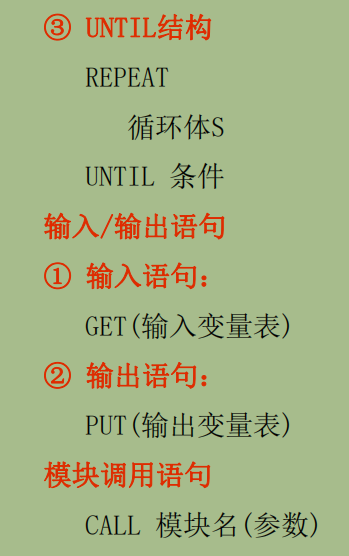 ③ UNTIL结构
REPEAT
循环体S
UNTIL 条件
输入/输出语句
① 输入语句：
GET(输入变量表)
② 输出语句：
PUT(输出变量表)
模块调用语句
CALL 模块名(参数)